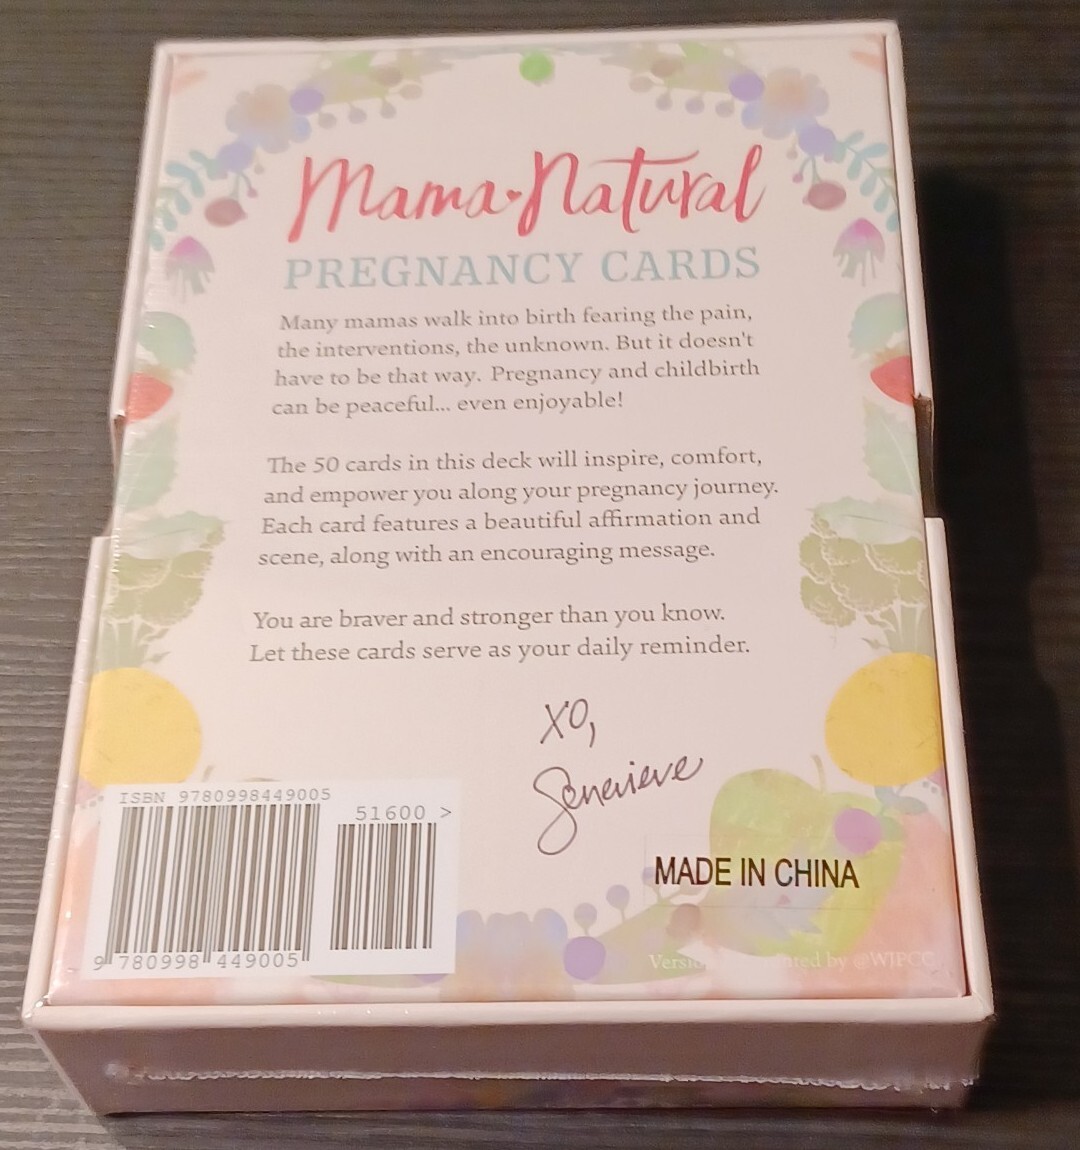 Mama Natural
PREGNANCY CARDS
Many mamas walk into birth fearing the pain,
the interventions, the unknown. But it doesn't
have to be that way. Pregnancy and childbirth
can be peaceful... even enjoyable!
The 50 cards in this deck will inspire, comfort,
and empower you along your pregnancy journey.
Each card features a beautiful affirmation and
scene, along with an encouraging message.
You are braver and stronger than you know.
Let these cards serve as your daily reminder.
XO,
Genevieve
ISBN 9780998449005
51600 >
9 780998 449005
MADE IN CHINA
by @WJPCC